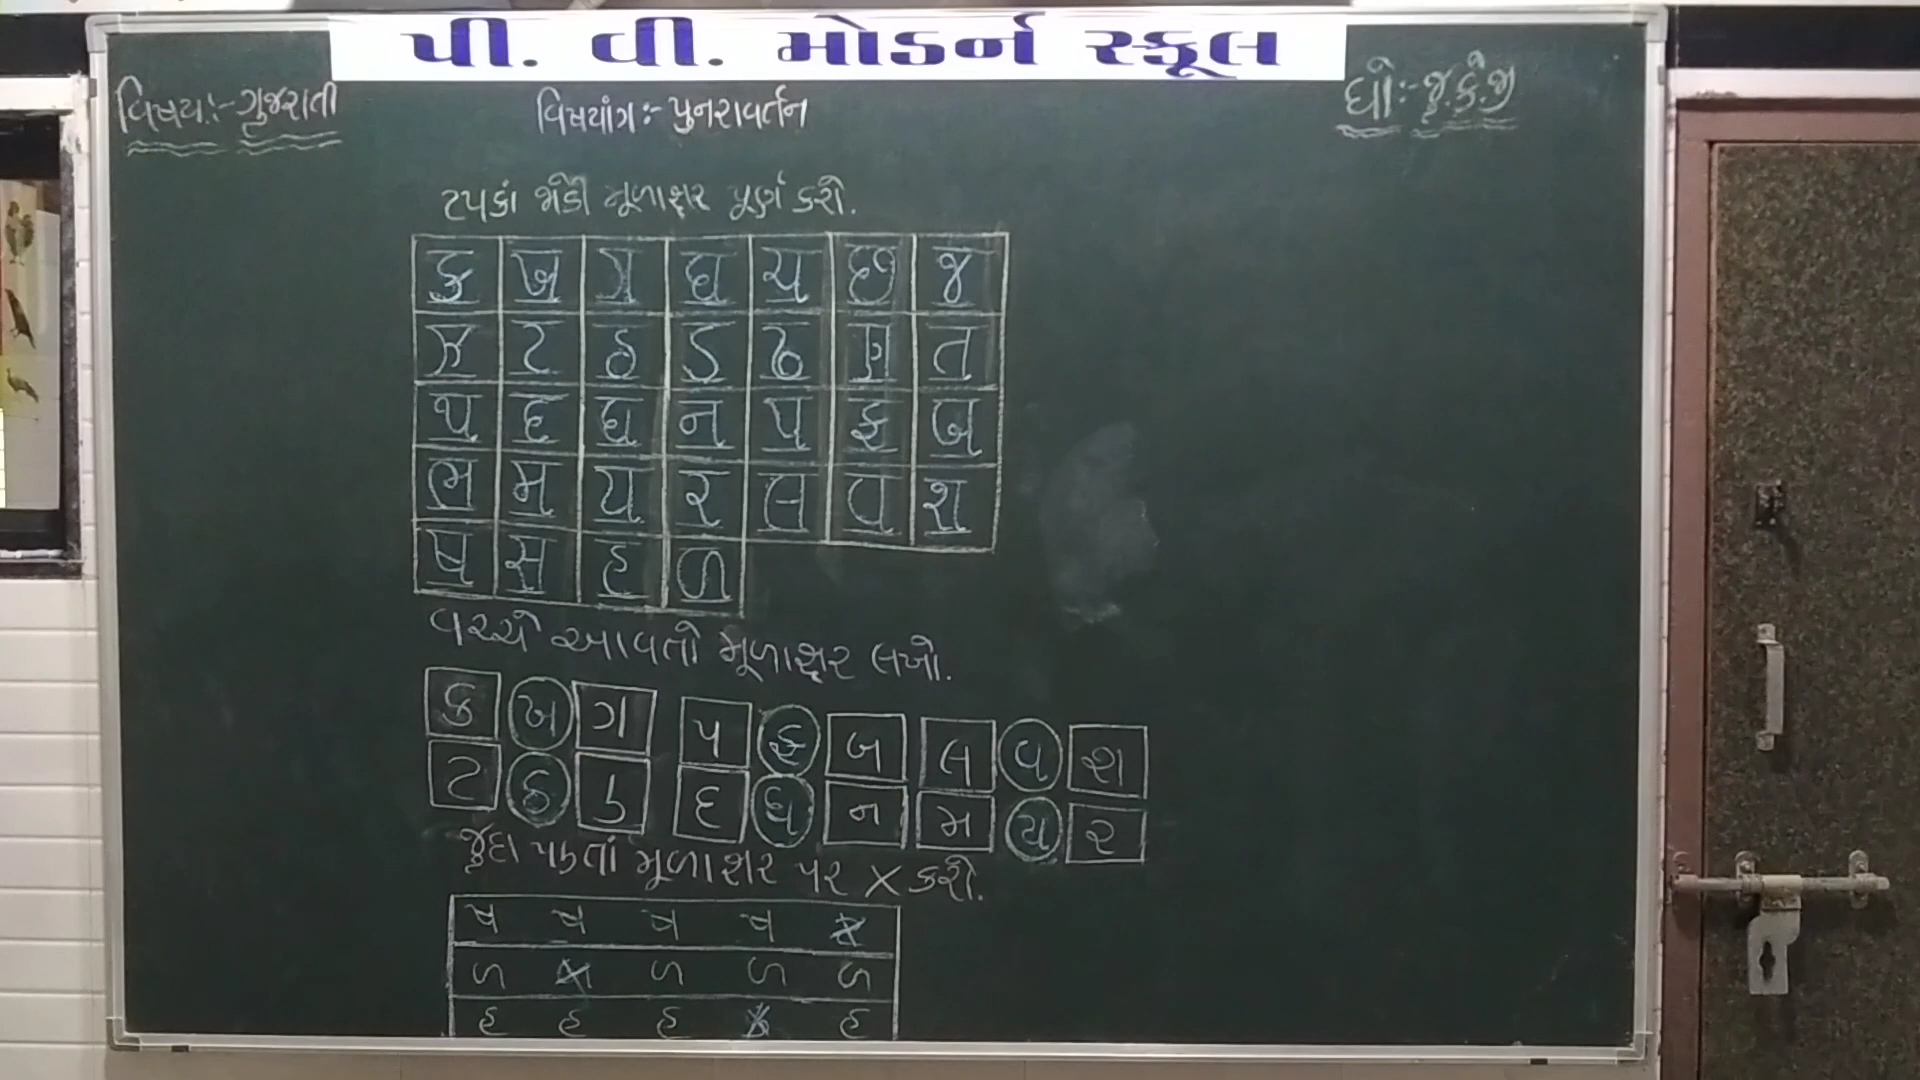 પી. વી. મોડર્ન સ્કૂલ
વિષય:- ગુજરાતી વિષયાંગ:- પુનરાવર્તન ધો:- જુ.કે.જી
ટપકાં જોડી મૂળાક્ષર પૂર્ણ કરો.
ક ખ ગ ઘ ચ છ જ
ઝ ટ ઠ ડ ઢ ણ ત
થ દ ધ ન પ ફ બ
ભ મ ય ર લ વ શ
ષ સ હ ળ
વચ્ચે આવતો મૂળાક્ષર લખો.
ક ખ ગ પ ફ બ લ વ શ
ટ ઠ ડ દ ધ ન મ ય ર
જુદા પડતાં મૂળાક્ષર પર X કરો.
ષ ષ ષ ષ
ળ ળ ળ ળ
હ હ હ હ